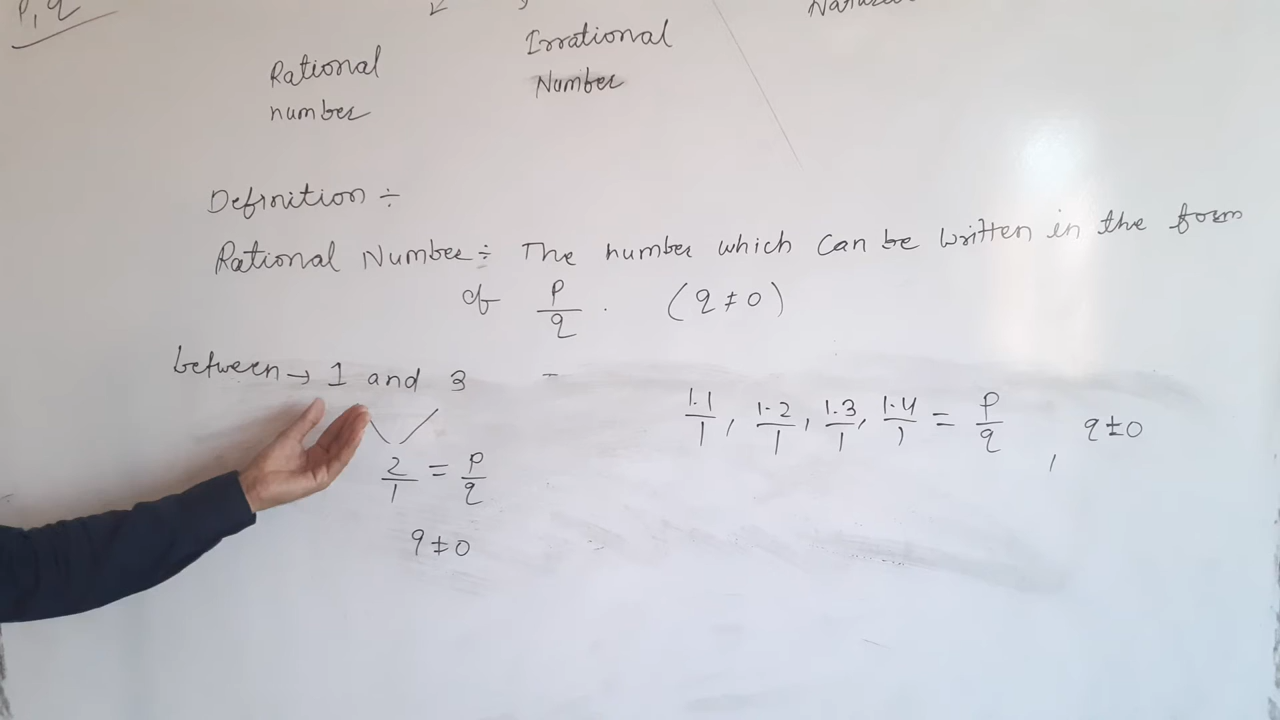 P, q
Rational
number
Irrational
Number
Definition ÷
Rational Number ÷ The number which can be written in the form
of P/q . (q ≠ 0)
between → 1 and 3
2/1 = P/q
q ≠ 0
1.1/1, 1.2/1, 1.3/1, 1.4/1 = P/q , q ≠ 0